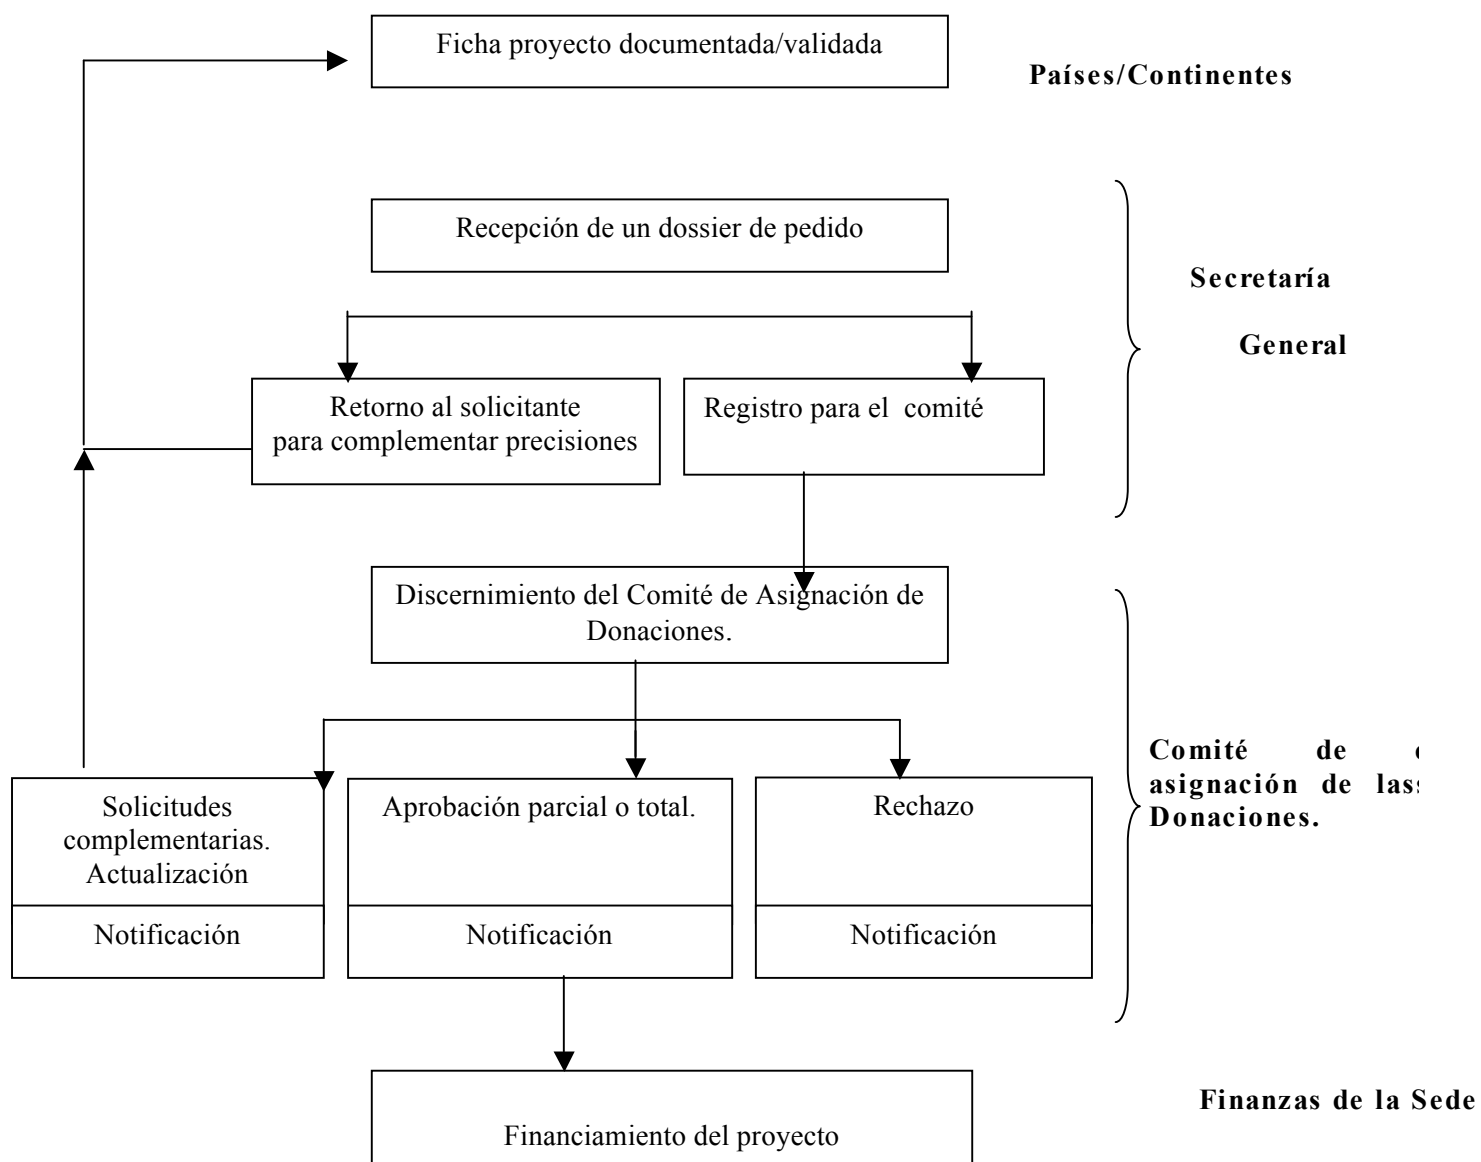 Ficha proyecto documentada/validada
Países/Continentes
Recepción de un dossier de pedido
Secretaría
General
Retorno al solicitante
para complementar precisiones
Registro para el comité
Discernimiento del Comité de Asignación de
Donaciones.
Comité de
asignación de las
Donaciones.
Solicitudes
complementarias.
Actualización
Notificación
Aprobación parcial o total.
Notificación
Rechazo
Notificación
Finanzas de la Sede
Financiamiento del proyecto